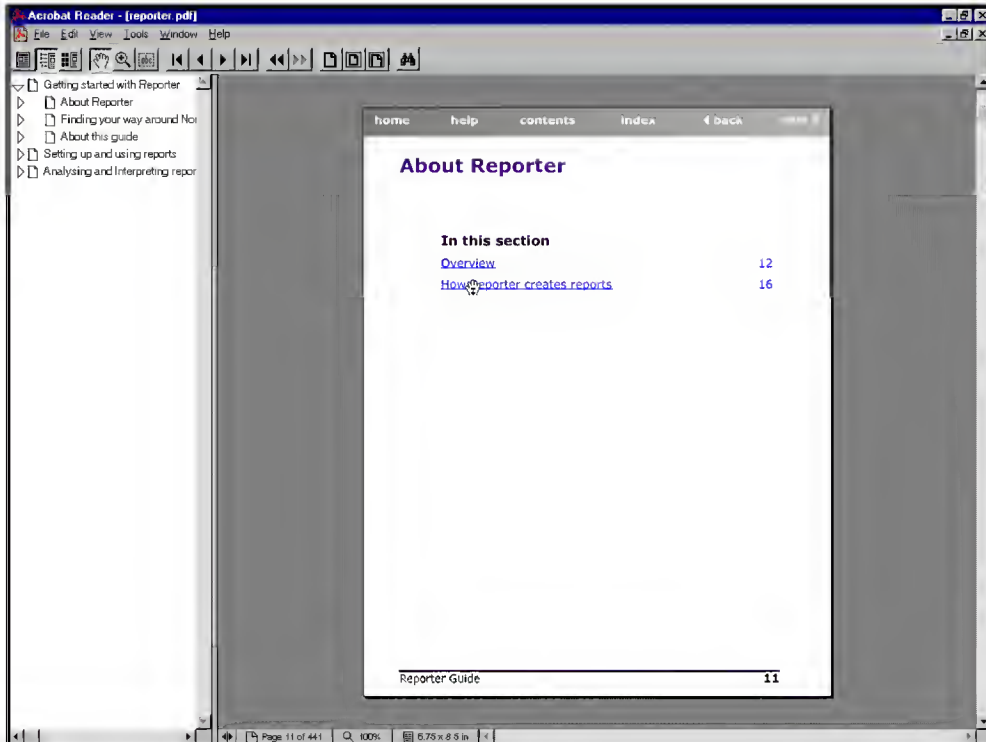 Acrobat Reader - [reporter.pdf]
File Edit View Tools Window Help
Getting started with Reporter
About Reporter
Finding your way around Nor
About this guide
Setting up and using reports
Analysing and Interpreting repor
home help contents index back
About Reporter
In this section
Overview 12
How Reporter creates reports 16
Reporter Guide 11
Page 11 of 441 100% 6.75 x 8.5 in